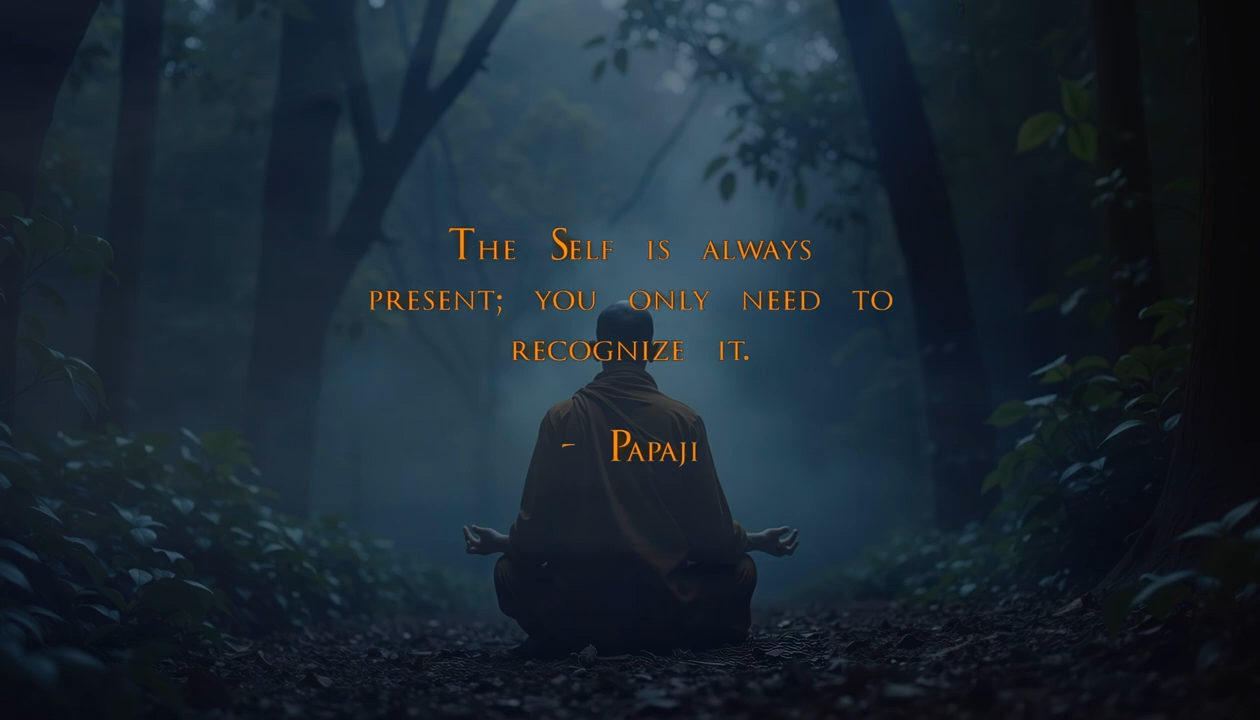 The Self is always
present; you only need to
recognize it.
- Papaji